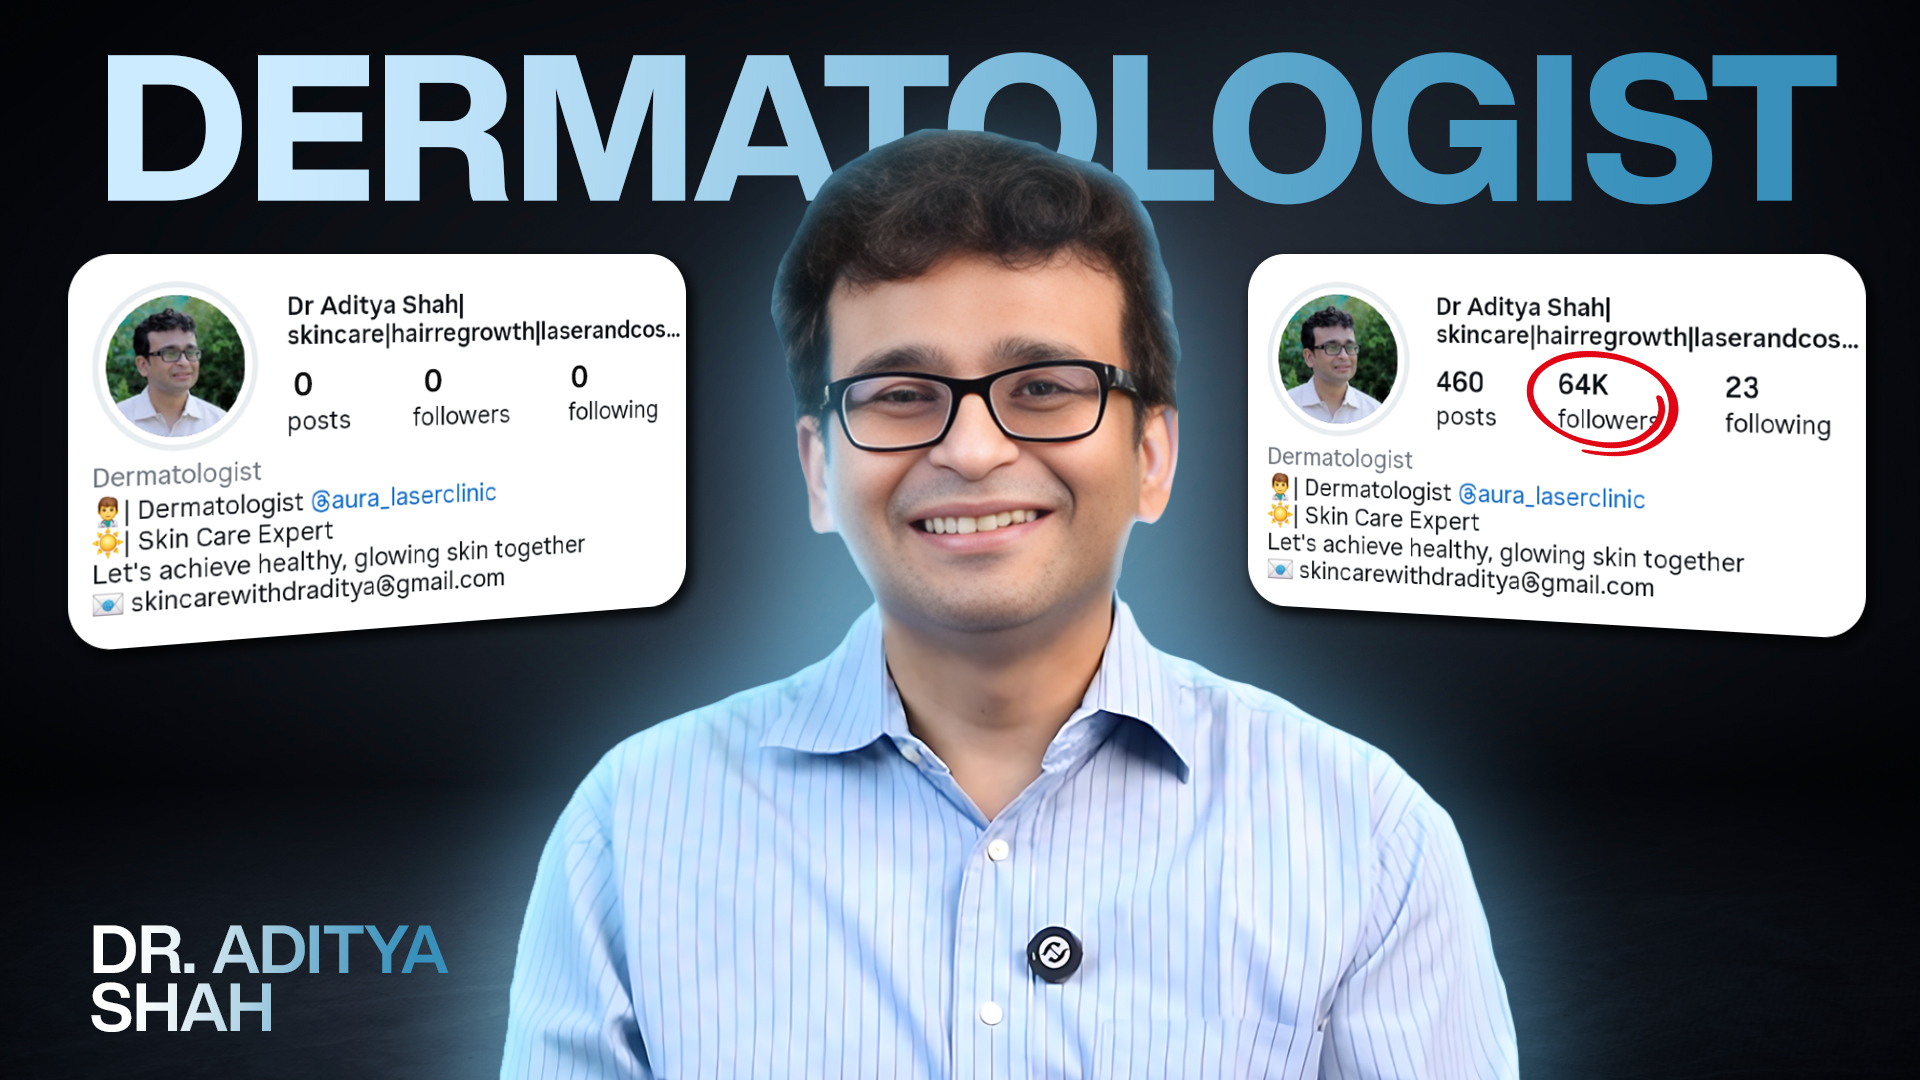 DERMATOLOGIST
Dr Aditya Shah|
skincare|hairregrowth|laserandcos...
0 0 0
posts followers following
Dermatologist
👨‍⚕️| Dermatologist @aura_laserclinic
☀️| Skin Care Expert
Let's achieve healthy, glowing skin together
📧 skincarewithdraditya@gmail.com
Dr Aditya Shah|
skincare|hairregrowth|laserandcos...
460 64K 23
posts followers following
Dermatologist
👨‍⚕️| Dermatologist @aura_laserclinic
☀️| Skin Care Expert
Let's achieve healthy, glowing skin together
📧 skincarewithdraditya@gmail.com
DR. ADITYA
SHAH